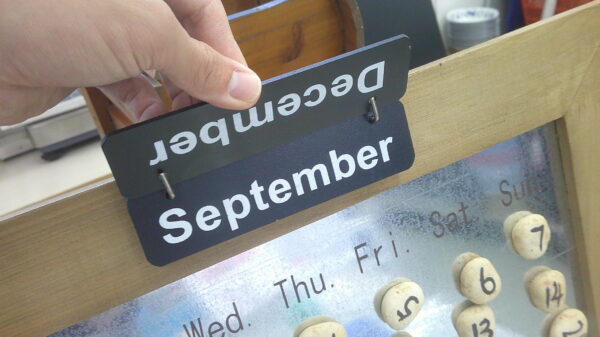 December
September
Wed. Thu. Fri. Sat Sun
5 6 7
13 14